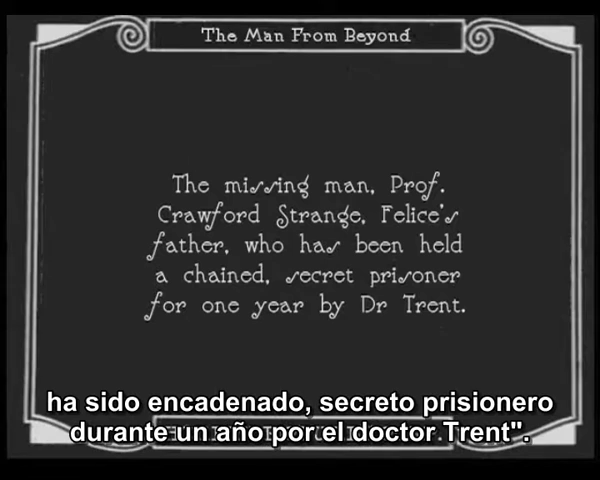 The Man From Beyond
The missing man, Prof.
Crawford Strange, Felice's
father, who has been held
a chained, secret prisoner
for one year by Dr Trent.
ha sido encadenado, secreto prisionero
durante un año por el doctor Trent".